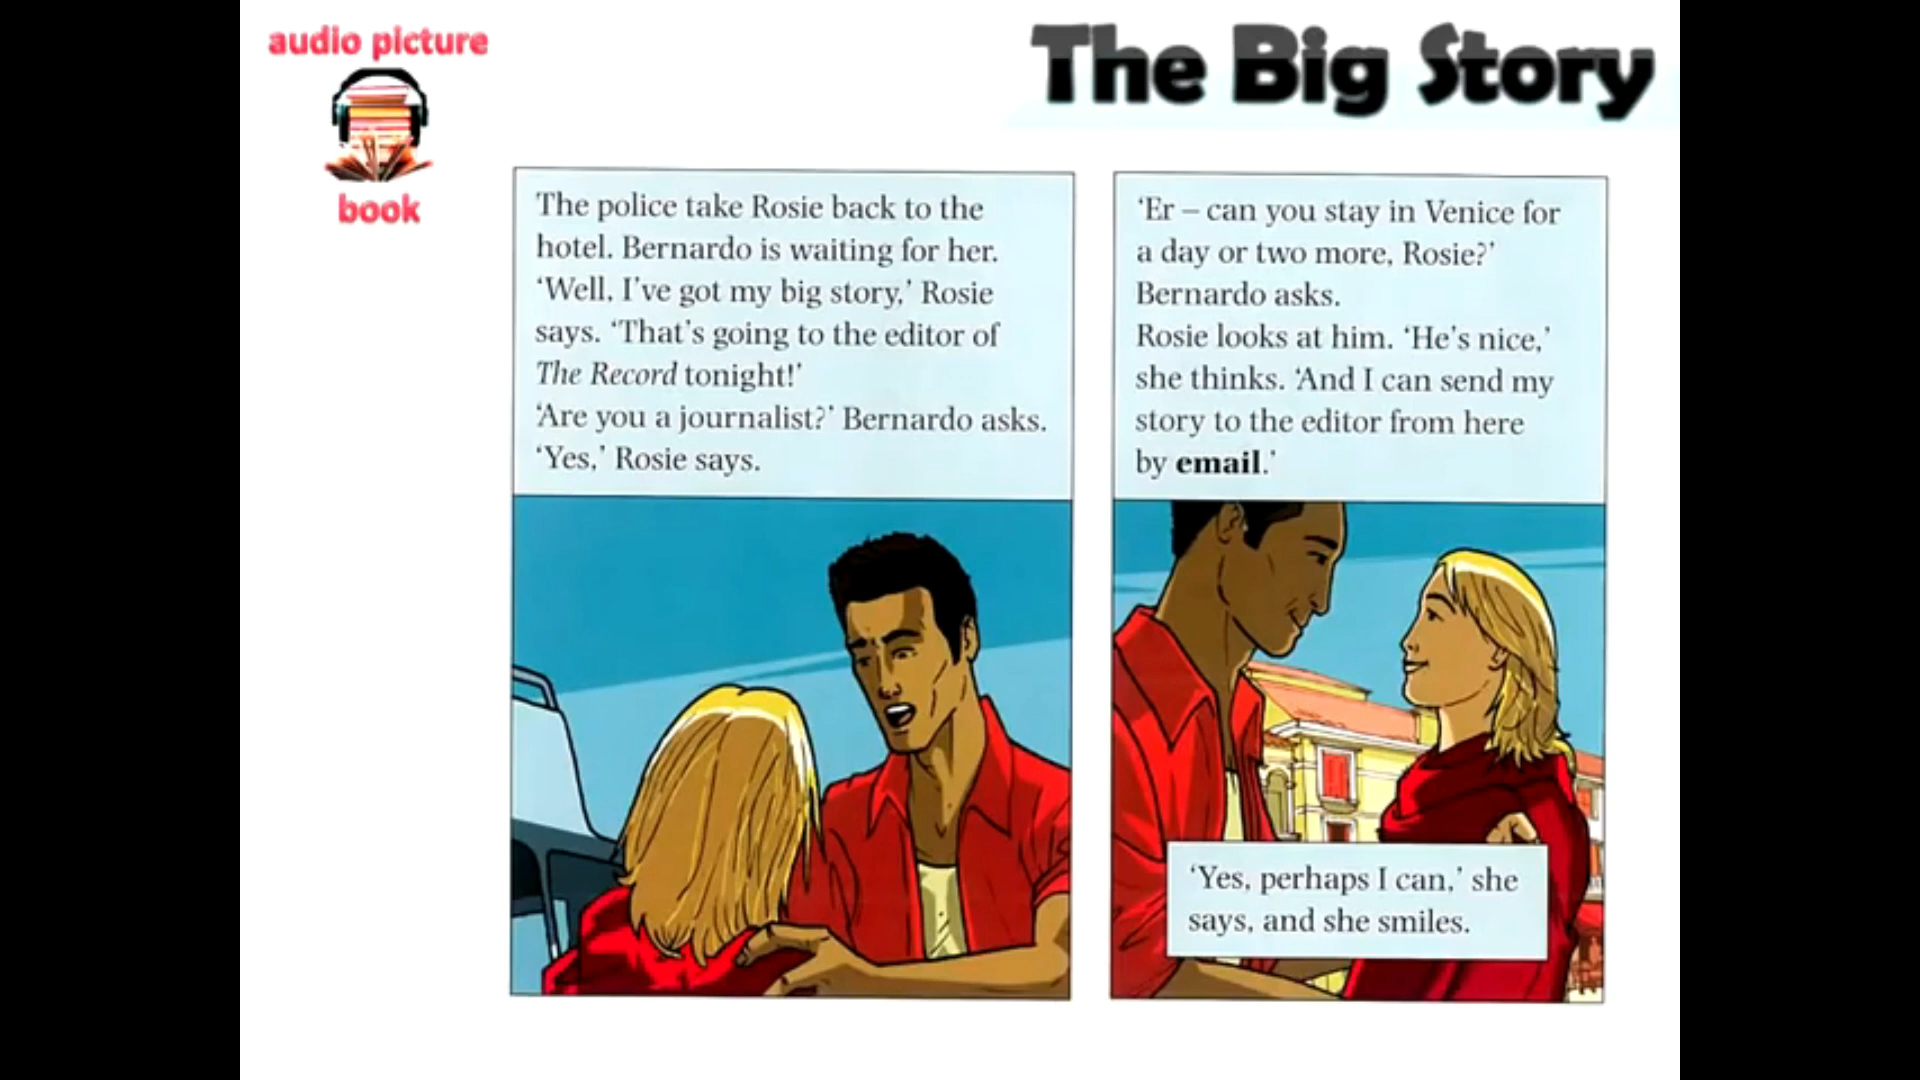 audio picture
book
The Big Story
The police take Rosie back to the
hotel. Bernardo is waiting for her.
‘Well, I’ve got my big story,’ Rosie
says. ‘That’s going to the editor of
The Record tonight!’
‘Are you a journalist?’ Bernardo asks.
‘Yes,’ Rosie says.
‘Er – can you stay in Venice for
a day or two more, Rosie?’
Bernardo asks.
Rosie looks at him. ‘He’s nice,’
she thinks. ‘And I can send my
story to the editor from here
by email.’
‘Yes, perhaps I can,’ she
says, and she smiles.